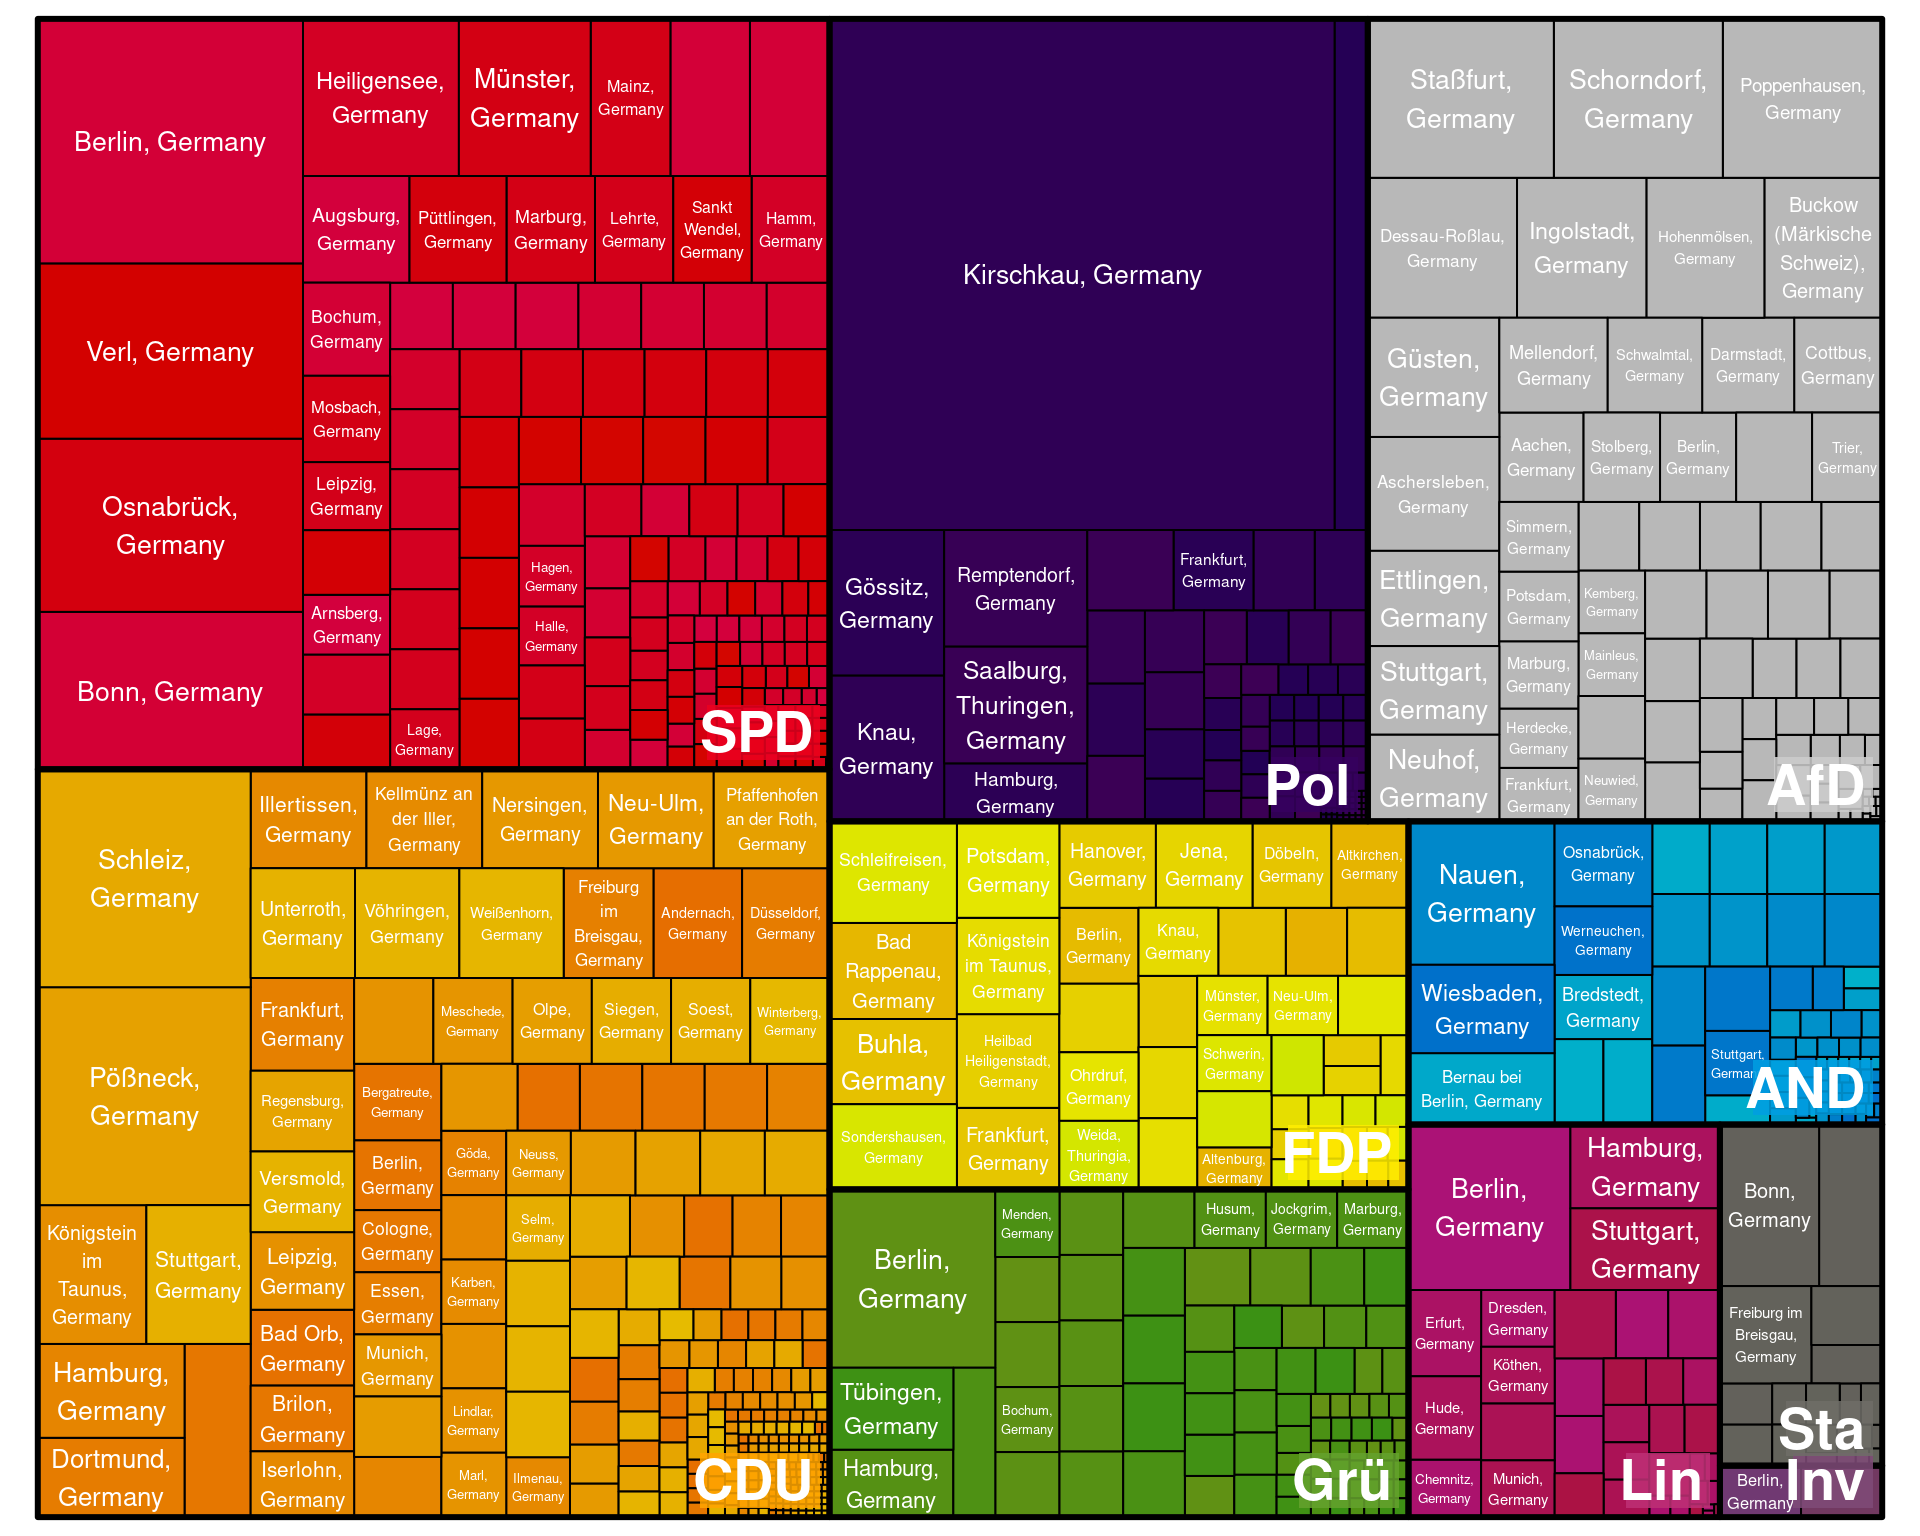 Berlin, Germany
Verl, Germany
Osnabrück,
Germany
Bonn, Germany
Heiligensee,
Germany
Münster,
Germany
Mainz,
Germany
Augsburg,
Germany
Püttlingen,
Germany
Marburg,
Germany
Lehrte,
Germany
Sankt
Wendel,
Germany
Hamm,
Germany
Bochum,
Germany
Mosbach,
Germany
Leipzig,
Germany
Arnsberg,
Germany
Lage,
Germany
Hagen,
Germany
Halle,
Germany
SPD
Kirschkau, Germany
Gössitz,
Germany
Knau,
Germany
Remptendorf,
Germany
Saalburg,
Thuringen,
Germany
Hamburg,
Germany
Frankfurt,
Germany
Pol
Staßfurt,
Germany
Schorndorf,
Germany
Poppenhausen,
Germany
Dessau-Roßlau,
Germany
Ingolstadt,
Germany
Hohenmölsen,
Germany
Buckow
(Märkische
Schweiz),
Germany
Güsten,
Germany
Aschersleben,
Germany
Ettlingen,
Germany
Stuttgart,
Germany
Neuhof,
Germany
Mellendorf,
Germany
Schwalmtal,
Germany
Darmstadt,
Germany
Cottbus,
Germany
Aachen,
Germany
Stolberg,
Germany
Berlin,
Germany
Trier,
Germany
Simmern,
Germany
Potsdam,
Germany
Marburg,
Germany
Herdecke,
Germany
Frankfurt,
Germany
Kemberg,
Germany
Mainleus,
Germany
Neuwied,
Germany
AfD
Schleiz,
Germany
Pößneck,
Germany
Königstein
im
Taunus,
Germany
Stuttgart,
Germany
Hamburg,
Germany
Dortmund,
Germany
Illertissen,
Germany
Kellmünz an
der Iller,
Germany
Nersingen,
Germany
Neu-Ulm,
Germany
Pfaffenhofen
an der Roth,
Germany
Unterroth,
Germany
Vöhringen,
Germany
Weißenhorn,
Germany
Freiburg
im
Breisgau,
Germany
Andernach,
Germany
Düsseldorf,
Germany
Frankfurt,
Germany
Regensburg,
Germany
Versmold,
Germany
Leipzig,
Germany
Bad Orb,
Germany
Brilon,
Germany
Iserlohn,
Germany
Meschede,
Germany
Olpe,
Germany
Siegen,
Germany
Soest,
Germany
Winterberg,
Germany
Bergatreute,
Germany
Berlin,
Germany
Cologne,
Germany
Essen,
Germany
Munich,
Germany
Göda,
Germany
Neuss,
Germany
Selm,
Germany
Karben,
Germany
Lindlar,
Germany
Marl,
Germany
Ilmenau,
Germany
CDU
Schleifreisen,
Germany
Bad
Rappenau,
Germany
Buhla,
Germany
Sondershausen,
Germany
Potsdam,
Germany
Königstein
im Taunus,
Germany
Heilbad
Heiligenstadt,
Germany
Frankfurt,
Germany
Hanover,
Germany
Jena,
Germany
Döbeln,
Germany
Altkirchen,
Germany
Berlin,
Germany
Knau,
Germany
Ohrdruf,
Germany
Weida,
Thuringia,
Germany
Münster,
Germany
Neu-Ulm,
Germany
Schwerin,
Germany
Altenburg,
Germany
FDP
Nauen,
Germany
Wiesbaden,
Germany
Bernau bei
Berlin, Germany
Osnabrück,
Germany
Werneuchen,
Germany
Bredstedt,
Germany
Stuttgart,
Germany
AND
Berlin,
Germany
Tübingen,
Germany
Hamburg,
Germany
Menden,
Germany
Bochum,
Germany
Husum,
Germany
Jockgrim,
Germany
Marburg,
Germany
Grü
Berlin,
Germany
Hamburg,
Germany
Stuttgart,
Germany
Erfurt,
Germany
Hude,
Germany
Chemnitz,
Germany
Dresden,
Germany
Köthen,
Germany
Munich,
Germany
Lin
Bonn,
Germany
Freiburg im
Breisgau,
Germany
Sta
Berlin,
Germany
Inv